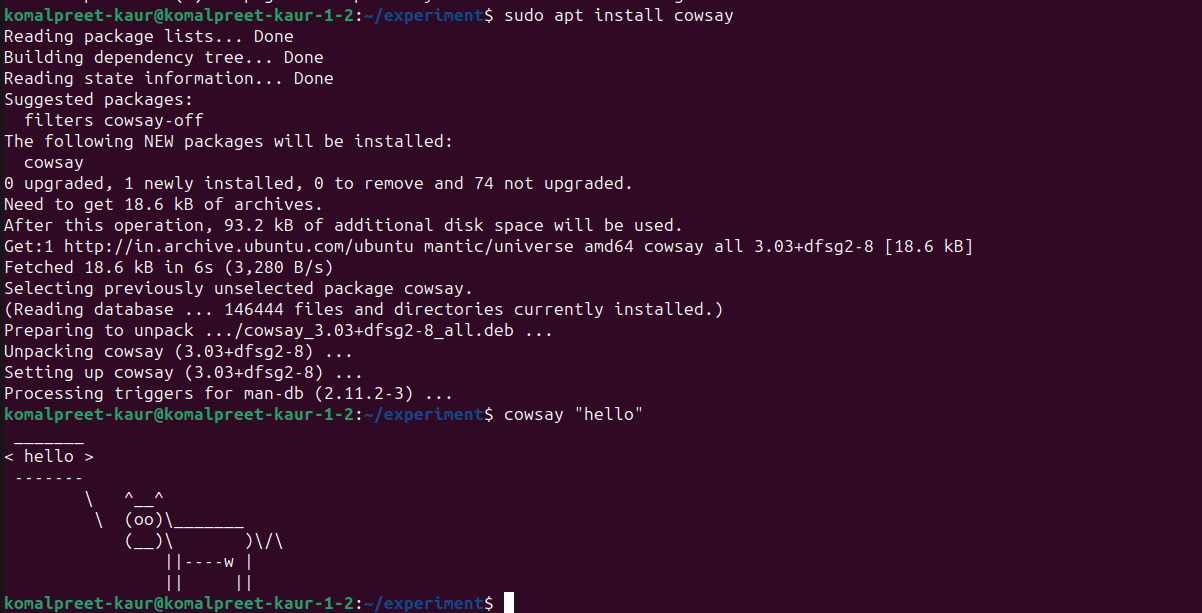 komalpreet-kaur@komalpreet-kaur-1-2:~/experiment$ sudo apt install cowsay
Reading package lists... Done
Building dependency tree... Done
Reading state information... Done
Suggested packages:
  filters cowsay-off
The following NEW packages will be installed:
  cowsay
0 upgraded, 1 newly installed, 0 to remove and 74 not upgraded.
Need to get 18.6 kB of archives.
After this operation, 93.2 kB of additional disk space will be used.
Get:1 http://in.archive.ubuntu.com/ubuntu mantic/universe amd64 cowsay all 3.03+dfsg2-8 [18.6 kB]
Fetched 18.6 kB in 6s (3,280 B/s)
Selecting previously unselected package cowsay.
(Reading database ... 146444 files and directories currently installed.)
Preparing to unpack .../cowsay_3.03+dfsg2-8_all.deb ...
Unpacking cowsay (3.03+dfsg2-8) ...
Setting up cowsay (3.03+dfsg2-8) ...
Processing triggers for man-db (2.11.2-3) ...
komalpreet-kaur@komalpreet-kaur-1-2:~/experiment$ cowsay "hello"
 _______
< hello >
 -------
        \   ^__^
         \  (oo)\_______
            (__)\       )\/\
                ||----w |
                ||     ||
komalpreet-kaur@komalpreet-kaur-1-2:~/experiment$